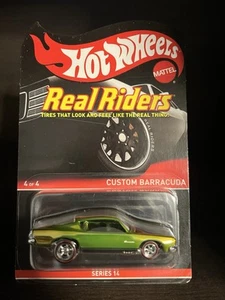 Hot Wheels
MATTEL
Real Riders
TIRES THAT LOOK AND FEEL LIKE THE REAL THING!
4 OF 4
CUSTOM BARRACUDA
SERIES 14